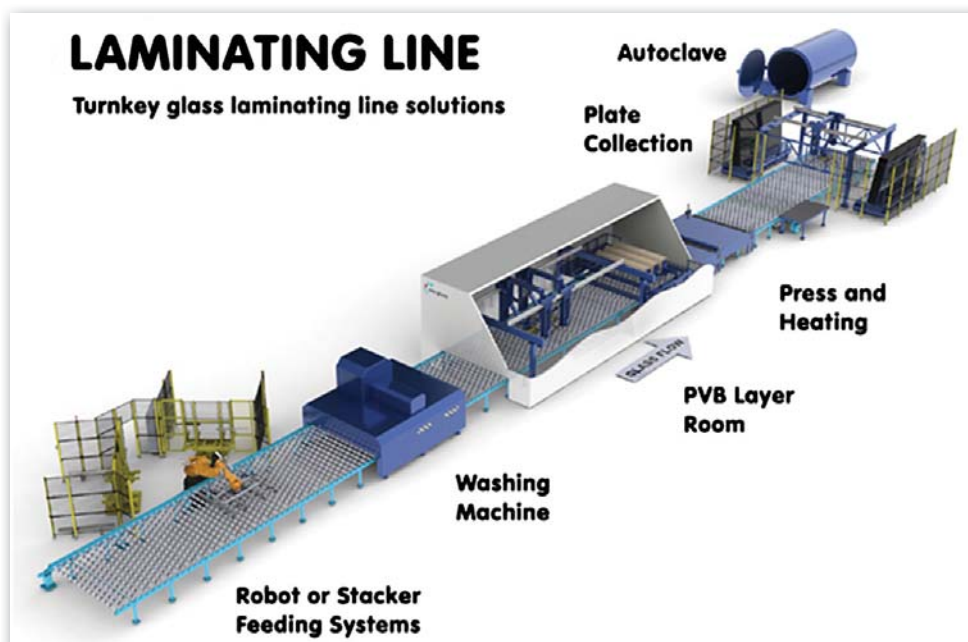 LAMINATING LINE
Turnkey glass laminating line solutions
Autoclave
Plate
Collection
Press and
Heating
GLASS FLOW
PVB Layer
Room
Washing
Machine
Robot or Stacker
Feeding Systems